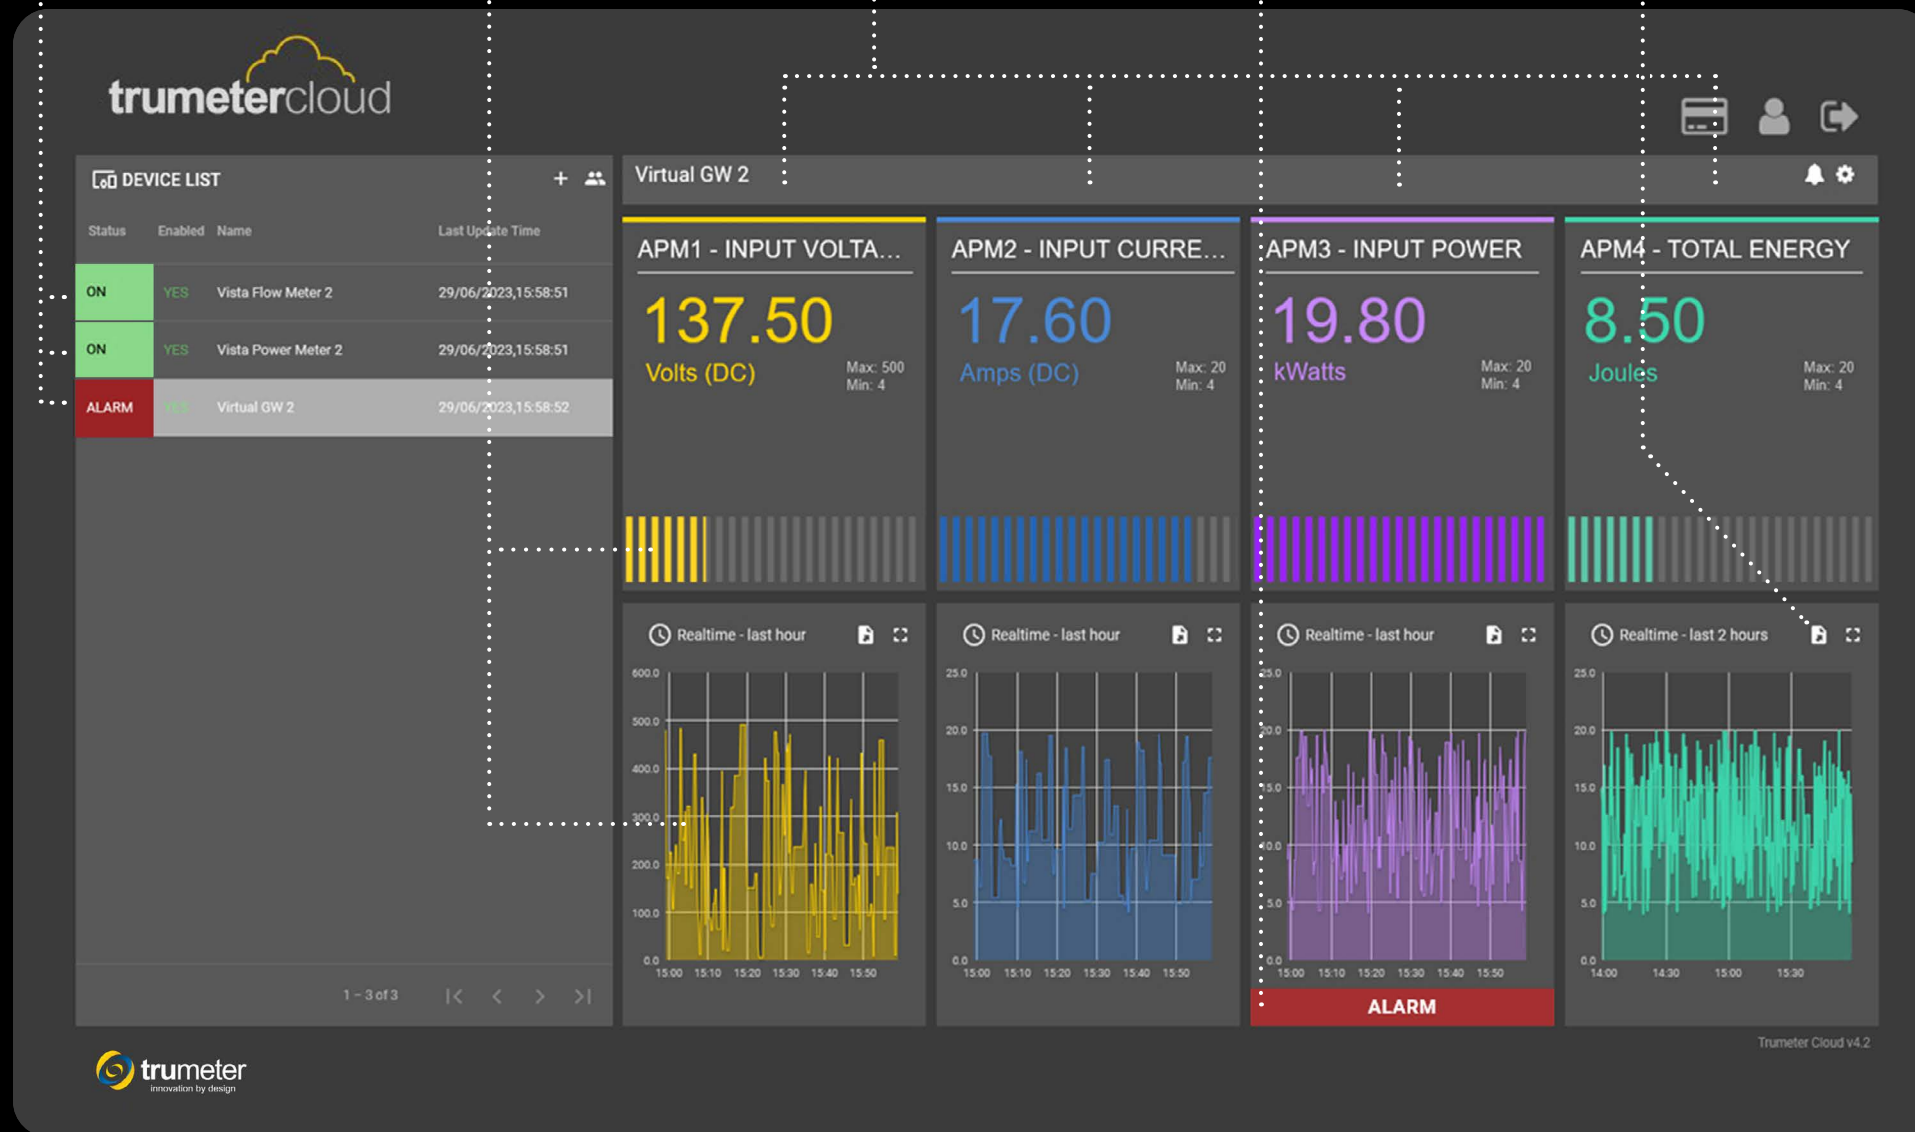 trumetercloud
DEVICE LIST
Status Enabled Name Last Update Time
ON YES Vista Flow Meter 2 29/06/2023,15:58:51
ON YES Vista Power Meter 2 29/06/2023,15:58:51
ALARM YES Virtual GW 2 29/06/2023,15:58:52
1 – 3 of 3
Virtual GW 2
APM1 - INPUT VOLTA...
137.50
Volts (DC)
Max: 500
Min: 4
APM2 - INPUT CURRE...
17.60
Amps (DC)
Max: 20
Min: 4
APM3 - INPUT POWER
19.80
kWatts
Max: 20
Min: 4
APM4 - TOTAL ENERGY
8.50
Joules
Max: 20
Min: 4
Realtime - last hour
600.0
500.0
400.0
300.0
200.0
100.0
0.0
15:00 15:10 15:20 15:30 15:40 15:50
Realtime - last hour
25.0
20.0
15.0
10.0
5.0
0.0
15:00 15:10 15:20 15:30 15:40 15:50
Realtime - last hour
25.0
20.0
15.0
10.0
5.0
0.0
15:00 15:10 15:20 15:30 15:40 15:50
ALARM
Realtime - last 2 hours
25.0
20.0
15.0
10.0
5.0
0.0
14:00 14:30 15:00 15:30
Trumeter Cloud v4.2
trumeter
innovation by design